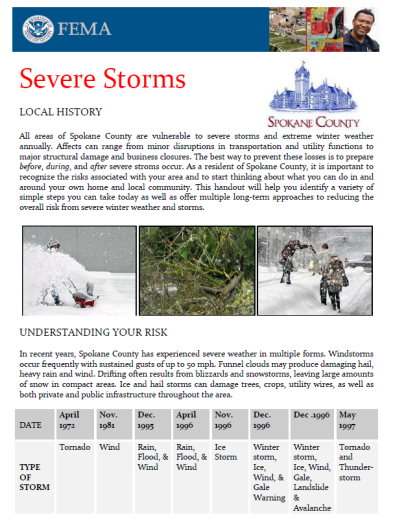 FEMA
Severe Storms
LOCAL HISTORY
SPOKANE COUNTY
All areas of Spokane County are vulnerable to severe storms and extreme winter weather
annually. Affects can range from minor disruptions in transportation and utility functions to
major structural damage and business closures. The best way to prevent these losses is to prepare
before, during, and after severe stroms occur. As a resident of Spokane County, it is important to
recognize the risks associated with your area and to start thinking about what you can do in and
around your own home and local community. This handout will help you identify a variety of
simple steps you can take today as well as offer multiple long-term approaches to reducing the
overall risk from severe winter weather and storms.
UNDERSTANDING YOUR RISK
In recent years, Spokane County has experienced severe weather in multiple forms. Windstorms
occur frequently with sustained gusts of up to 50 mph. Funnel clouds may produce damaging hail,
heavy rain and wind. Drifting often results from blizzards and snowstorms, leaving large amounts
of snow in compact areas. Ice and hail storms can damage trees, crops, utility wires, as well as
both private and public infrastructure throughout the area.
DATE April 1972 Nov. 1981 Dec. 1995 April 1996 Nov. 1996 Dec. 1996 Dec .1996 May 1997
TYPE OF STORM Tornado Wind Rain, Flood, & Wind Rain, Flood, & Wind Ice Storm Winter storm, Ice, Wind, & Gale Warning Winter storm, Ice, Wind, Gale, Landslide & Avalanche Tornado and Thunder-storm